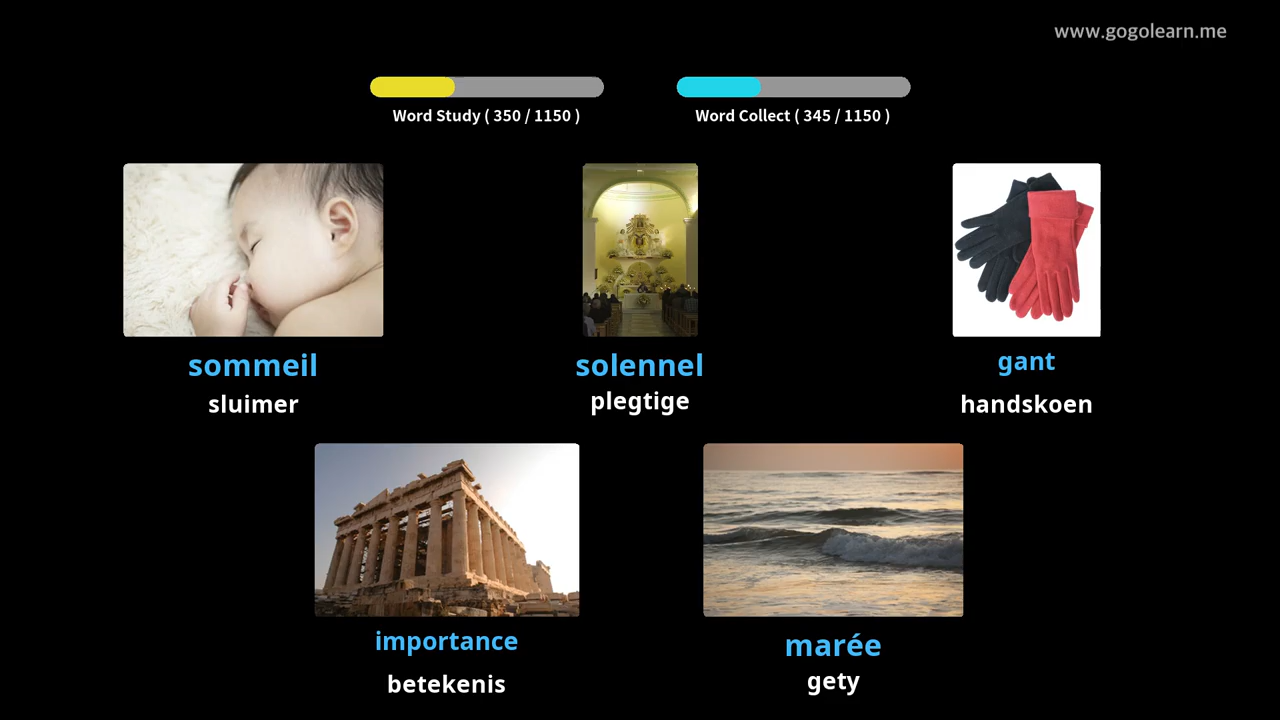 www.gogolearn.me
Word Study ( 350 / 1150 )
Word Collect ( 345 / 1150 )
sommeil
sluimer
solennel
plegtige
gant
handskoen
importance
betekenis
marée
gety